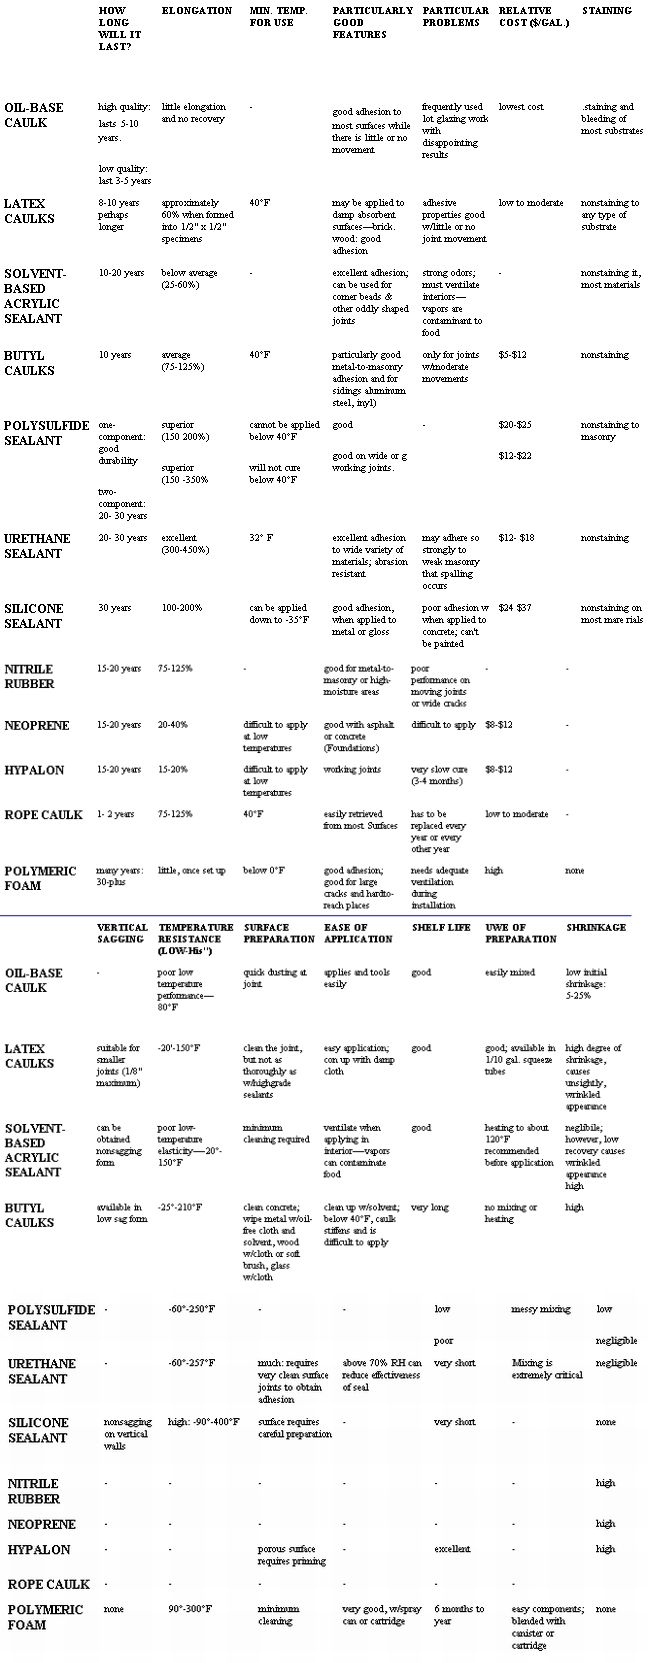 HOW LONG WILL IT LAST? ELONGATION MIN. TEMP. FOR USE PARTICULARLY GOOD FEATURES PARTICULAR PROBLEMS RELATIVE COST ($/GAL.) STAINING
OIL-BASE CAULK high quality: lasts 5-10 years. low quality: last 3-5 years little elongation and no recovery - good adhesion to most surfaces while there is little or no movement frequently used lot glazing work with disappointing results lowest cost .staining and bleeding of most substrates
LATEX CAULKS 8-10 years perhaps longer approximately 60% when formed into 1/2" x 1/2" specimens 40°F may be applied to damp absorbent surfaces—brick. wood: good adhesion adhesive properties good w/little or no joint movement low to moderate nonstaining to any type of substrate
SOLVENT-BASED ACRYLIC SEALANT 10-20 years below average (25-60%) - excellent adhesion; can be used for corner beads & other oddly shaped joints strong odors; must ventilate interiors—vapors are contaminant to food - nonstaining it, most materials
BUTYL CAULKS 10 years average (75-125%) 40°F particularly good metal-to-masonry adhesion and for sidings aluminum steel, inyl) only for joints w/moderate movements $5-$12 nonstaining
POLYSULFIDE SEALANT one-component: good durability two-component: 20- 30 years superior (150 200%) superior (150 -350% cannot be applied below 40°F will not cure below 40°F good good on wide or g working joints. - $20-$25 $12-$22 nonstaining to masonry
URETHANE SEALANT 20- 30 years excellent (300-450%) 32° F excellent adhesion to wide variety of materials; abrasion resistant may adhere so strongly to weak masonry that spalling occurs $12- $18 nonstaining
SILICONE SEALANT 30 years 100-200% can be applied down to -35°F good adhesion, when applied to metal or gloss poor adhesion w when applied to concrete; can't be painted $24 $37 nonstaining on most mare rials
NITRILE RUBBER 15-20 years 75-125% - good for metal-to-masonry or high-moisture areas poor performance on moving joints or wide cracks - -
NEOPRENE 15-20 years 20-40% difficult to apply at low temperatures good with asphalt or concrete (Foundations) difficult to apply $8-$12 -
HYPALON 15-20 years 15-20% difficult to apply at low temperatures working joints very slow cure (3-4 months) $8-$12 -
ROPE CAULK 1- 2 years 75-125% 40°F easily retrieved from most Surfaces has to be replaced every year or every other year low to moderate -
POLYMERIC FOAM many years: 30-plus little, once set up below 0°F good adhesion; good for large cracks and hardto-reach places needs adequate ventilation during installation high none
VERTICAL SAGGING TEMPERATURE RESISTANCE (LOW-His") SURFACE PREPARATION EASE OF APPLICATION SHELF LIFE UWE OF PREPARATION SHRINKAGE
OIL-BASE CAULK - poor low temperature performance—80°F quick dusting at joint applies and tools easily good easily mixed low initial shrinkage: 5-25%
LATEX CAULKS suitable for smaller joints (1/8" maximum) -20'-150°F clean the joint, but not as thoroughly as w/highgrade sealants easy application; con up with damp cloth good good; available in 1/10 gal. squeeze tubes high degree of shrinkage, causes unsightly, wrinkled appearance
SOLVENT-BASED ACRYLIC SEALANT can be obtained nonsagging form poor low-temperature elasticity—20°-150°F minimum cleaning required ventilate when applying in interior—vapors can contaminate food good heating to about 120°F recommended before application neglibile; however, low recovery causes wrinkled appearance high
BUTYL CAULKS available in low sag form -25°-210°F clean concrete; wipe metal w/oil-free cloth and solvent, wood w/cloth or soft brush, glass w/cloth clean up w/solvent; below 40°F, caulk stiffens and is difficult to apply very long no mixing or heating high
POLYSULFIDE SEALANT - -60°-250°F - - low poor messy mixing low negligible
URETHANE SEALANT - -60°-257°F much: requires very clean surface joints to obtain adhesion above 70% RH can reduce effectiveness of seal very short Mixing is extremely critical negligible
SILICONE SEALANT nonsagging on vertical walls high: -90°-400°F surface requires careful preparation - very short - none
NITRILE RUBBER - - - - - - high
NEOPRENE - - - - - - high
HYPALON - - porous surface requires priming - excellent - high
ROPE CAULK - - - - - - -
POLYMERIC FOAM none 90°-300°F minimum cleaning very good, w/spray can or cartridge 6 months to year easy components; blended with canister or cartridge none